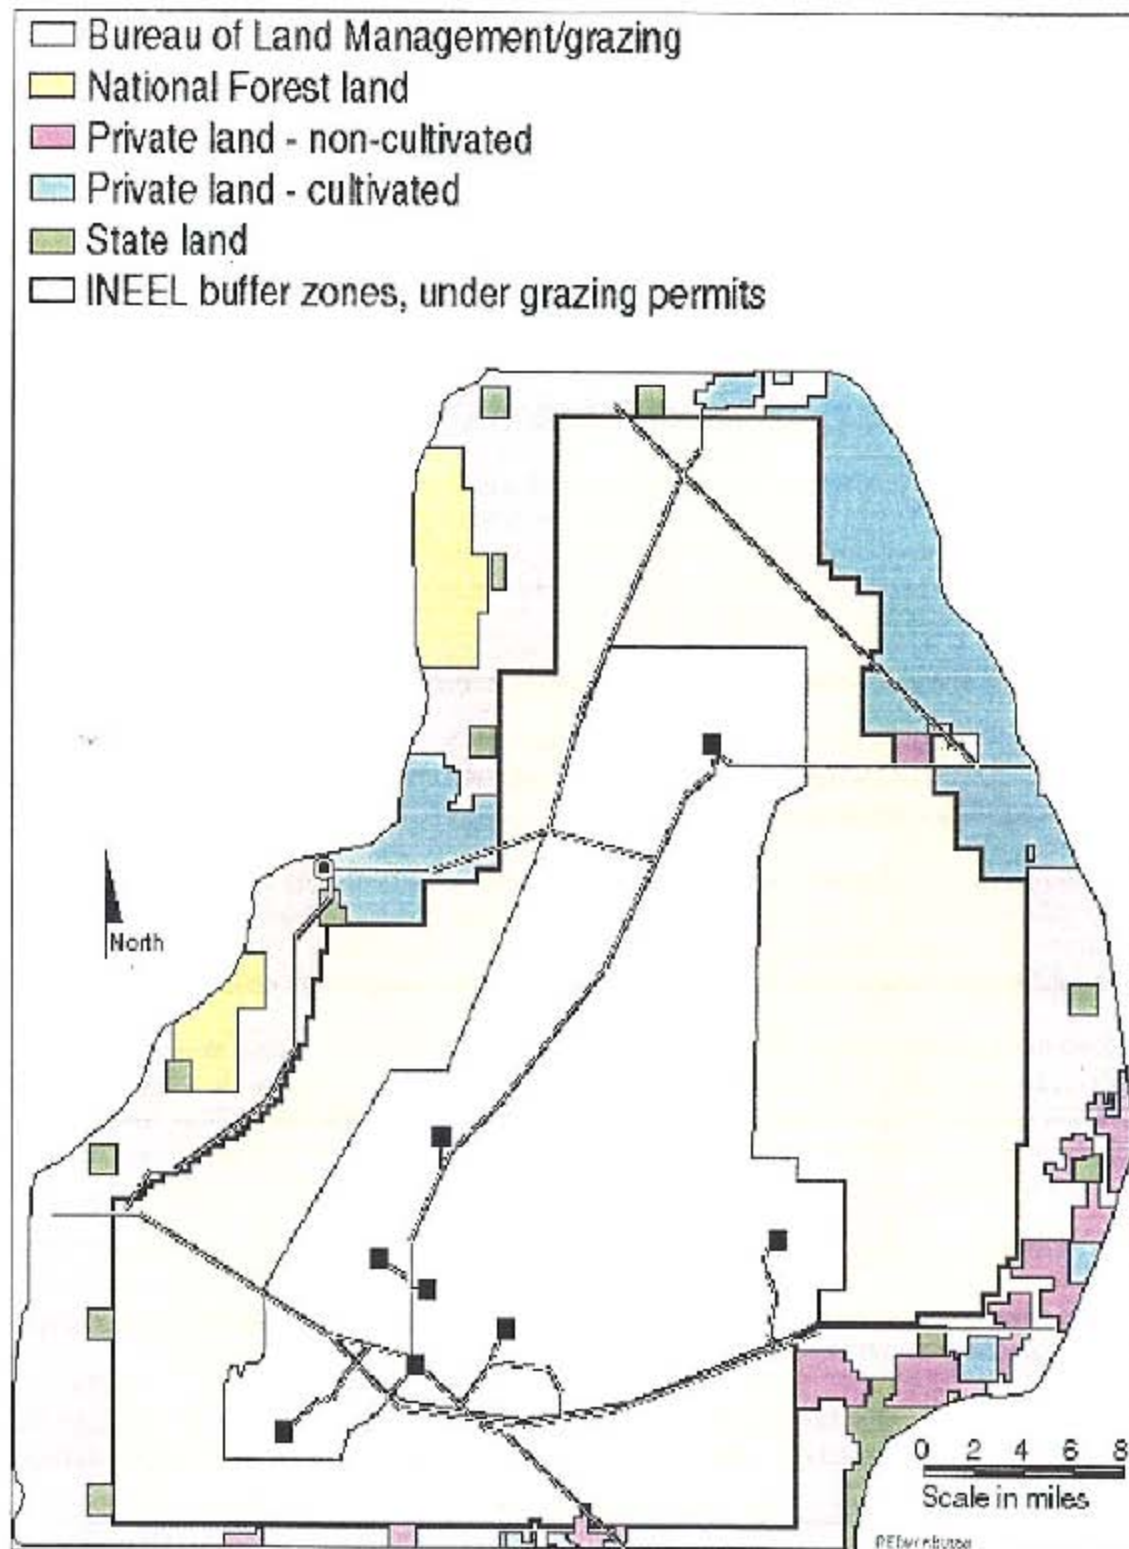 Bureau of Land Management/grazing
National Forest land
Private land - non-cultivated
Private land - cultivated
State land
INEEL buffer zones, under grazing permits
North
0 2 4 6 8
Scale in miles